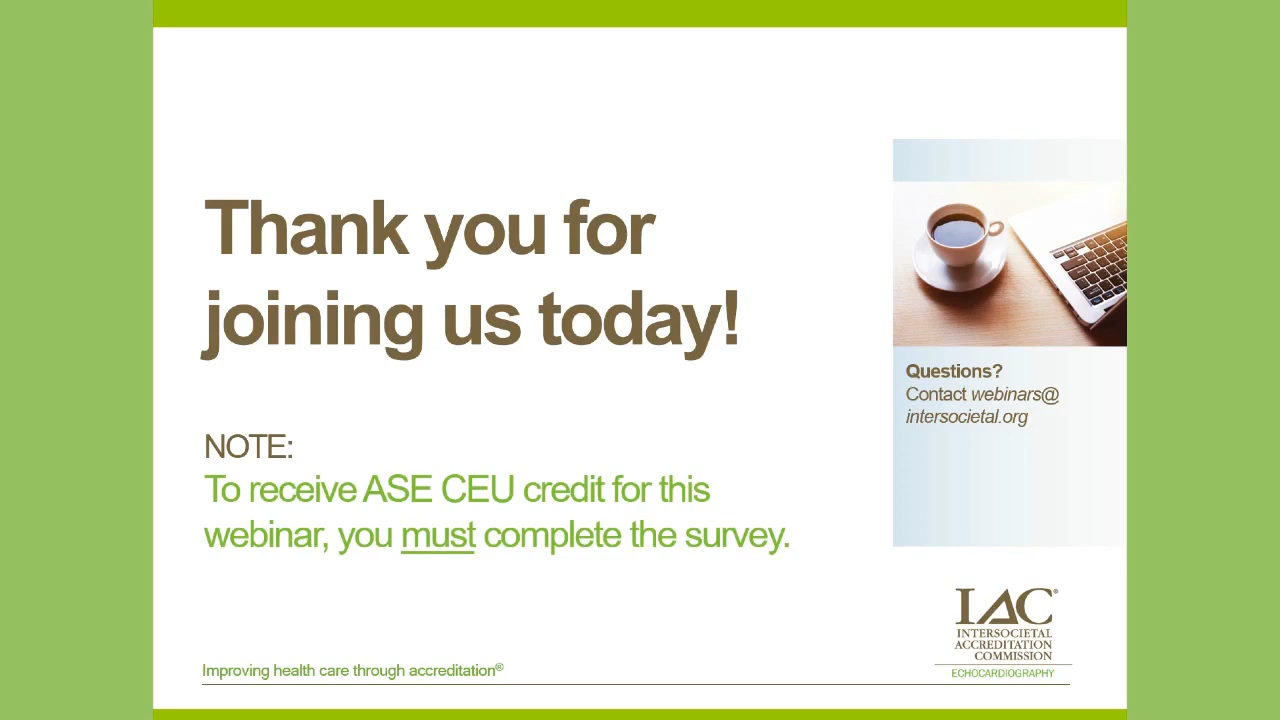 Thank you for
joining us today!
NOTE:
To receive ASE CEU credit for this
webinar, you must complete the survey.
Questions?
Contact webinars@
intersocietal.org
IAC®
INTERSOCIETAL
ACCREDITATION
COMMISSION
ECHOCARDIOGRAPHY
Improving health care through accreditation®